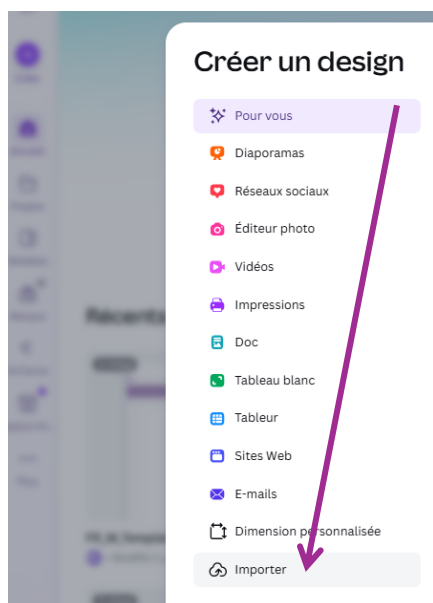 Créer un design
Pour vous
Diaporamas
Réseaux sociaux
Éditeur photo
Vidéos
Impressions
Doc
Tableau blanc
Tableur
Sites Web
E-mails
Dimension personnalisée
Importer
Récents